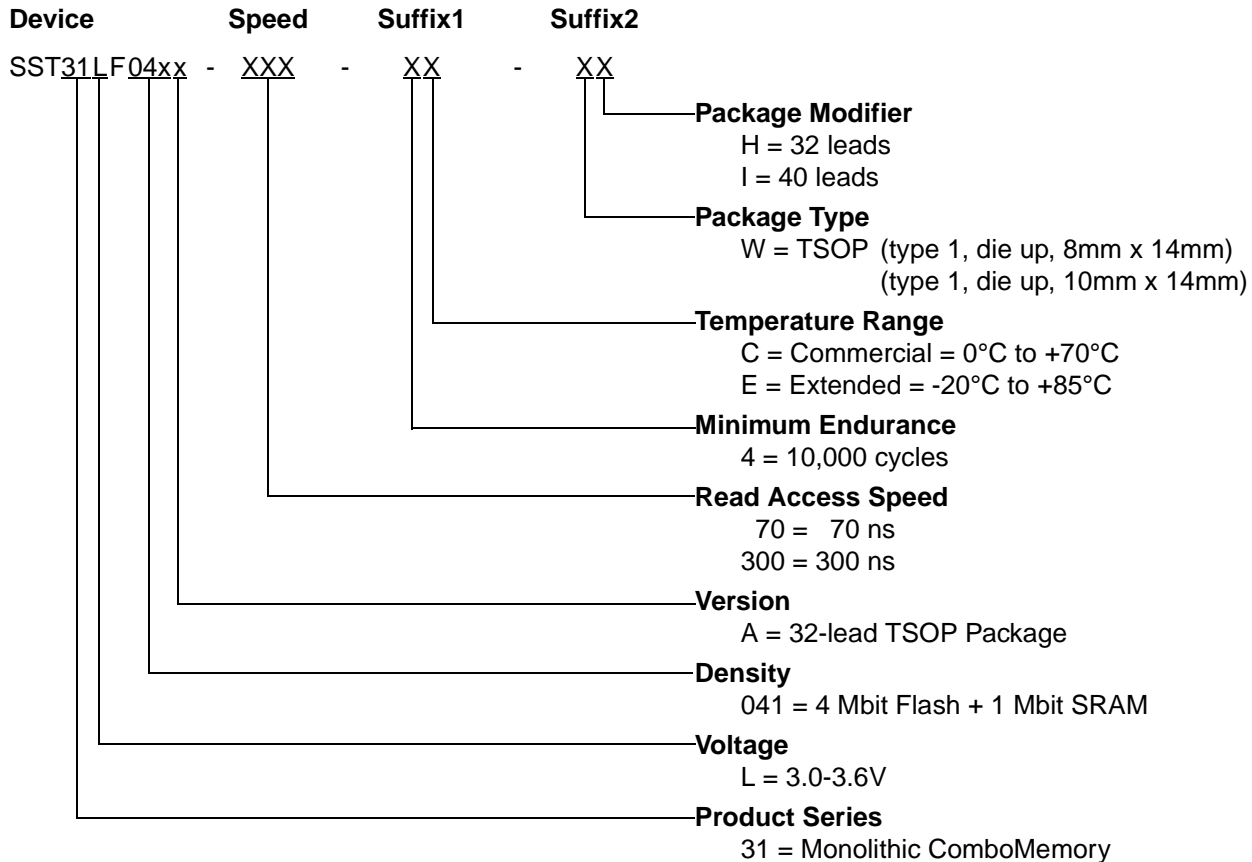 Device Speed Suffix1 Suffix2
SST31LF04xx - XXX - XX - XX
Package Modifier
H = 32 leads
I = 40 leads
Package Type
W = TSOP (type 1, die up, 8mm x 14mm)
(type 1, die up, 10mm x 14mm)
Temperature Range
C = Commercial = 0°C to +70°C
E = Extended = -20°C to +85°C
Minimum Endurance
4 = 10,000 cycles
Read Access Speed
70 = 70 ns
300 = 300 ns
Version
A = 32-lead TSOP Package
Density
041 = 4 Mbit Flash + 1 Mbit SRAM
Voltage
L = 3.0-3.6V
Product Series
31 = Monolithic ComboMemory